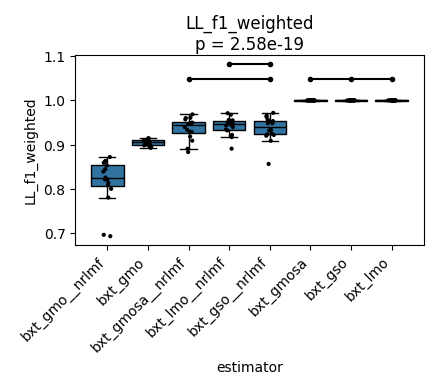 LL_f1_weighted
p = 2.58e-19
LL_f1_weighted
1.1
1.0
0.9
0.8
0.7
bxt_gmo__nrlmf
bxt_gmo
bxt_gmosa__nrlmf
bxt_lmo__nrlmf
bxt_gso__nrlmf
bxt_gmosa
bxt_gso
bxt_lmo
estimator